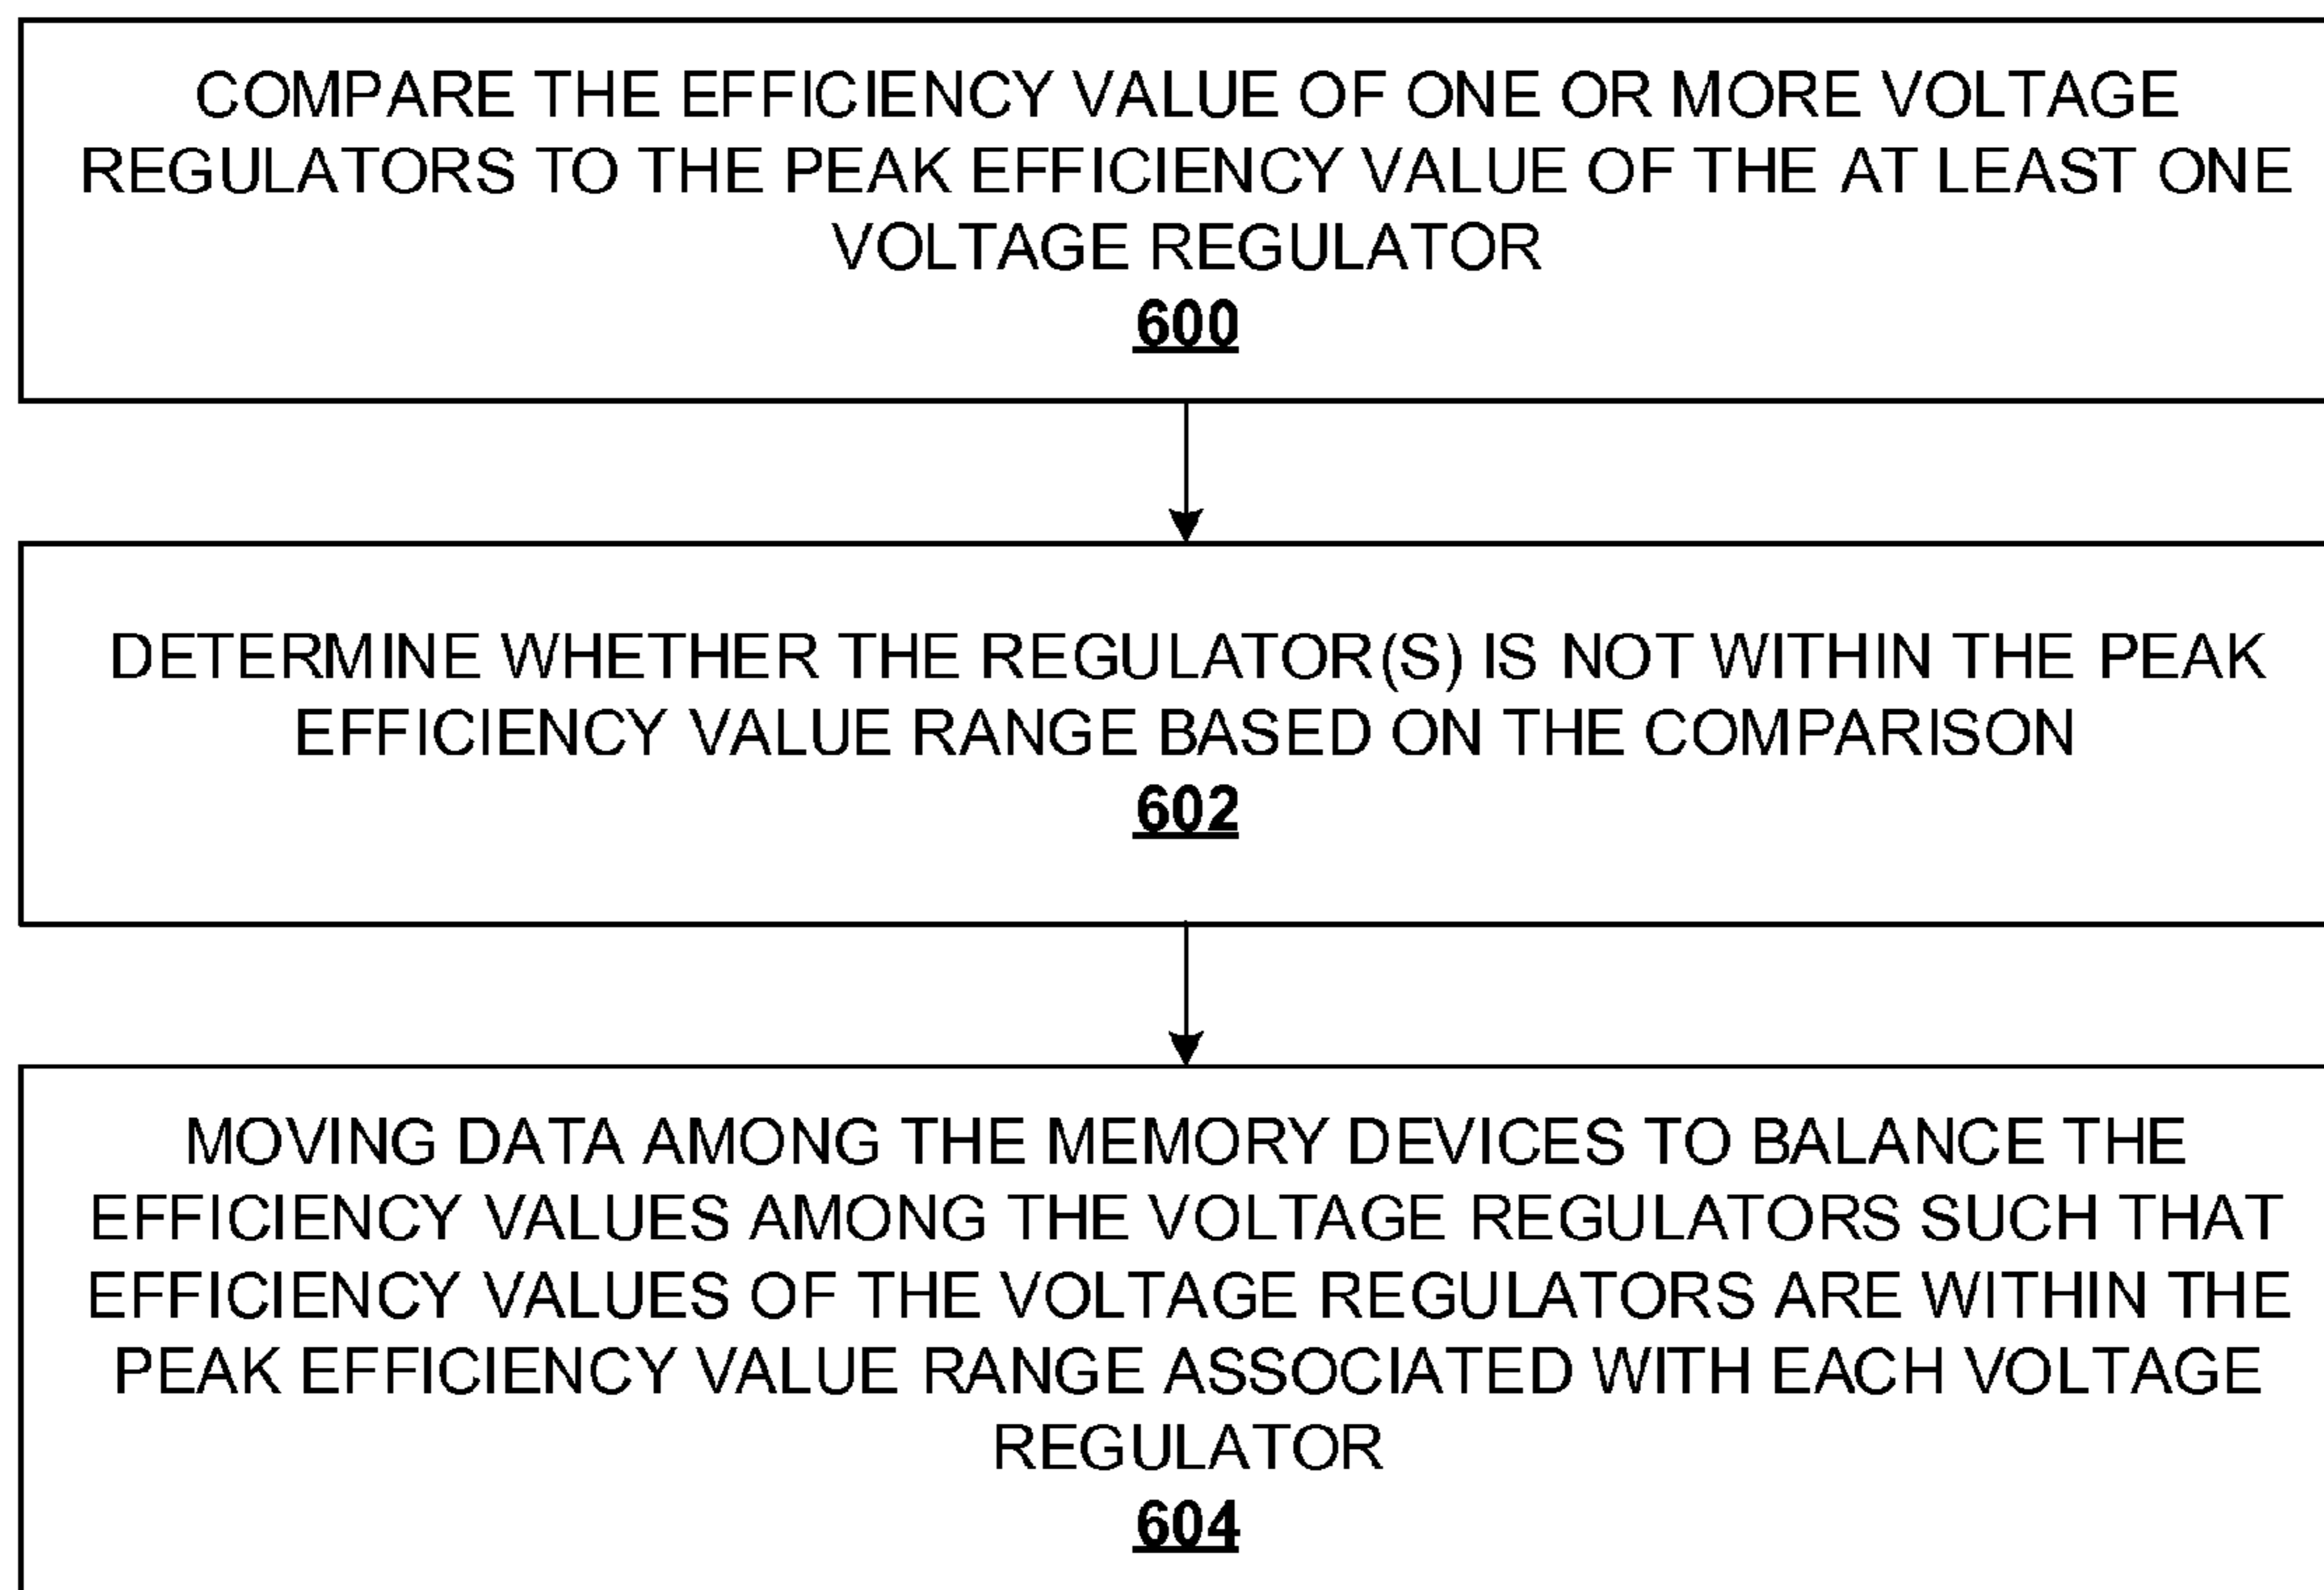 COMPARE THE EFFICIENCY VALUE OF ONE OR MORE VOLTAGE
REGULATORS TO THE PEAK EFFICIENCY VALUE OF THE AT LEAST ONE
VOLTAGE REGULATOR
600
DETERMINE WHETHER THE REGULATOR(S) IS NOT WITHIN THE PEAK
EFFICIENCY VALUE RANGE BASED ON THE COMPARISON
602
MOVING DATA AMONG THE MEMORY DEVICES TO BALANCE THE
EFFICIENCY VALUES AMONG THE VOLTAGE REGULATORS SUCH THAT
EFFICIENCY VALUES OF THE VOLTAGE REGULATORS ARE WITHIN THE
PEAK EFFICIENCY VALUE RANGE ASSOCIATED WITH EACH VOLTAGE
REGULATOR
604